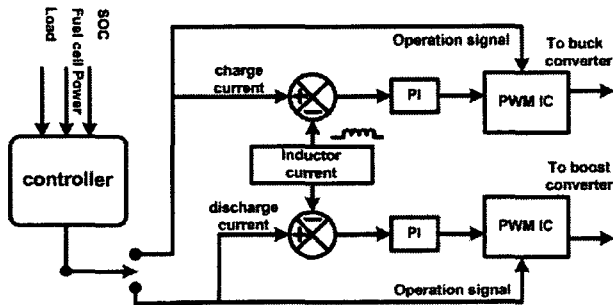 Load
Fuel cell Power
SOC
controller
Operation signal
charge
current
PI
PWM IC
To buck
converter
Inductor
current
discharge
current
PI
PWM IC
To boost
converter
Operation signal